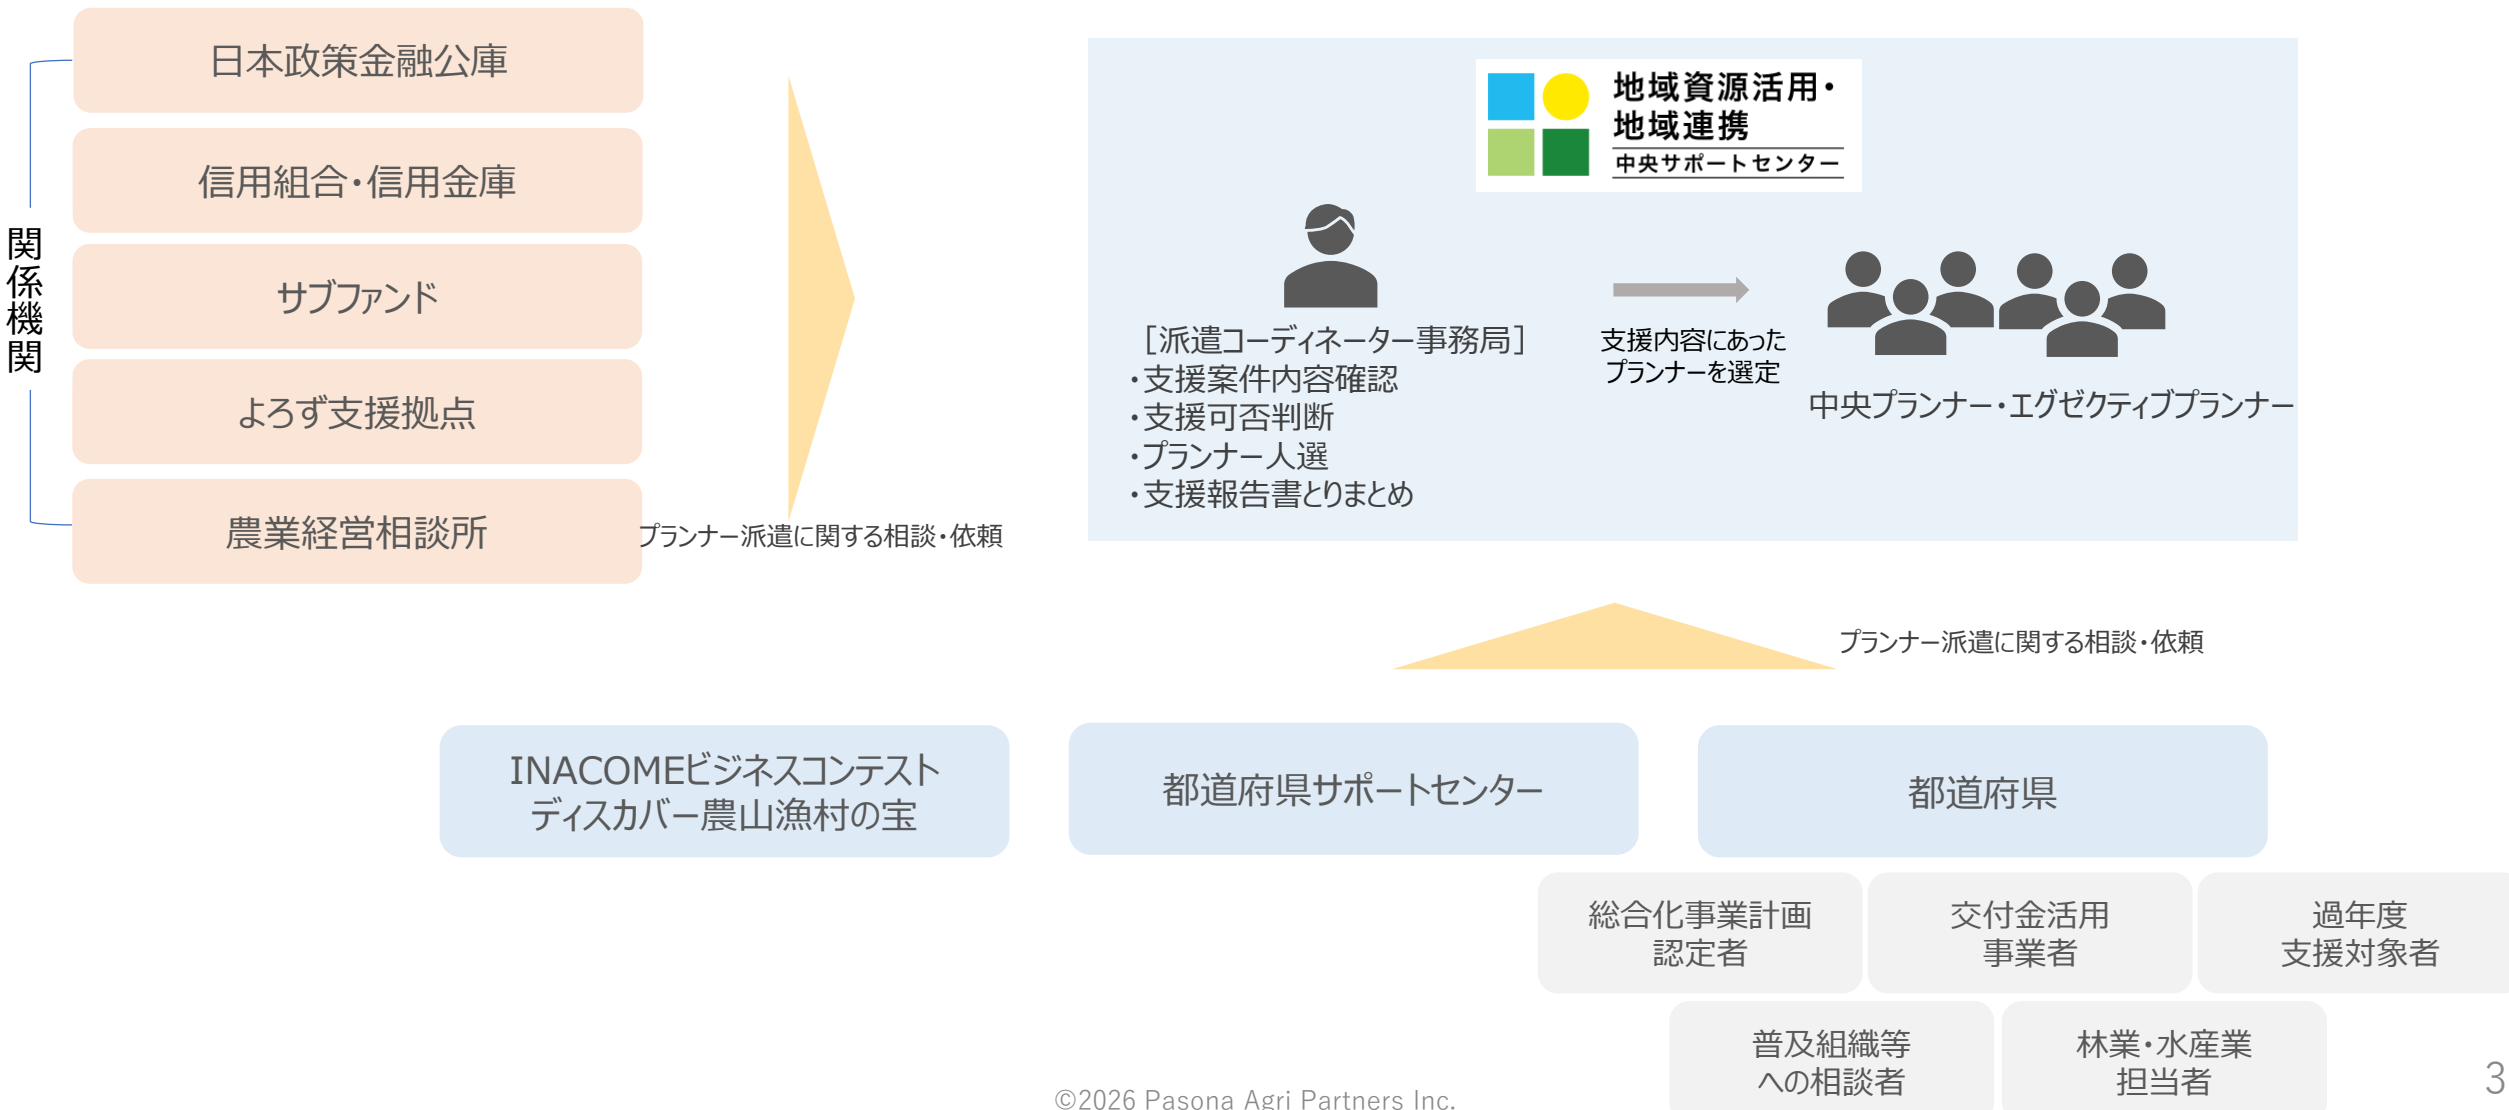 日本政策金融公庫
信用組合・信用金庫
サブファンド
よろず支援拠点
農業経営相談所
関係機関
プランナー派遣に関する相談・依頼
地域資源活用・
地域連携
中央サポートセンター
［派遣コーディネーター事務局］
・支援案件内容確認
・支援可否判断
・プランナー人選
・支援報告書とりまとめ
支援内容にあった
プランナーを選定
中央プランナー・エグゼクティブプランナー
プランナー派遣に関する相談・依頼
INACOMEビジネスコンテスト
ディスカバー農山漁村の宝
都道府県サポートセンター
都道府県
総合化事業計画
認定者
交付金活用
事業者
過年度
支援対象者
普及組織等
への相談者
林業・水産業
担当者
©2026 Pasona Agri Partners Inc.
3